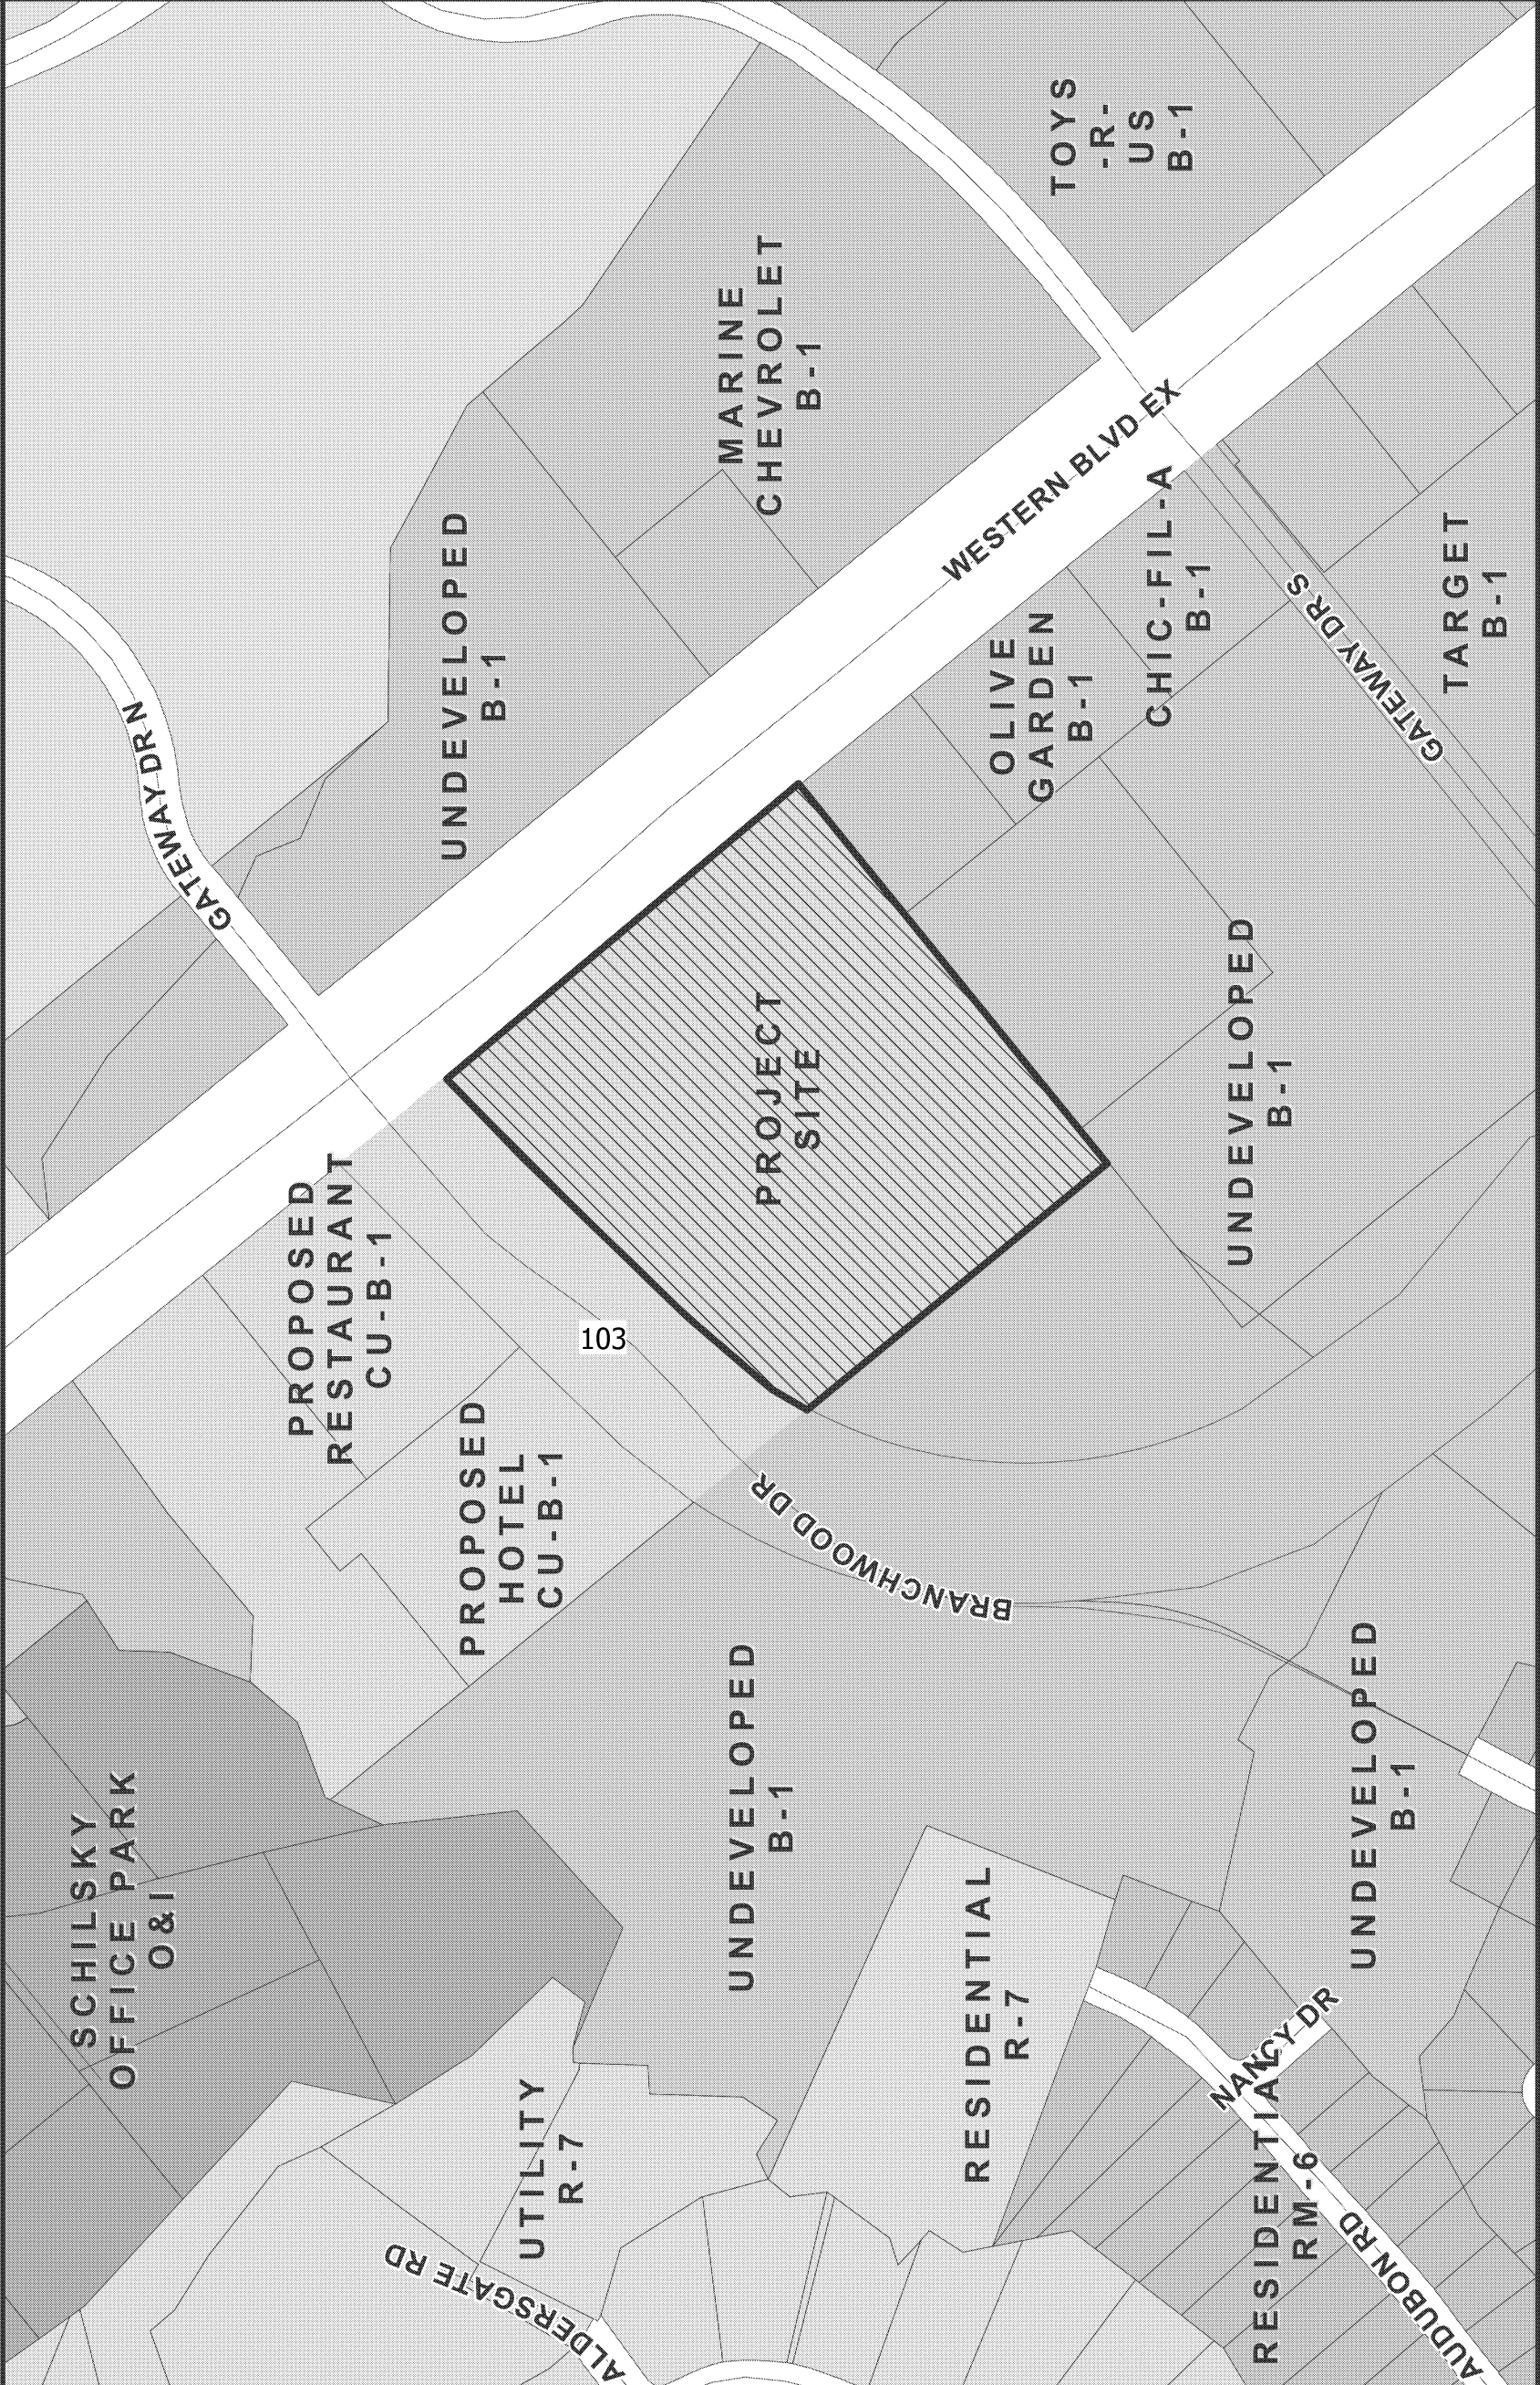 TOYS
-R-
US
B-1
MARINE
CHEVROLET
B-1
WESTERN BLVD EX
UNDEVELOPED
B-1
GATEWAY DR N
CHIC-FIL-A
B-1
OLIVE
GARDEN
B-1
GATEWAY DR S
TARGET
B-1
PROJECT
SITE
UNDEVELOPED
B-1
PROPOSED
RESTAURANT
CU-B-1
103
PROPOSED
HOTEL
CU-B-1
BRANCHWOOD DR
UNDEVELOPED
B-1
UNDEVELOPED
B-1
SCHILSKY
OFFICE PARK
O&I
RESIDENTIAL
R-7
NANCY DR
UTILITY
R-7
RESIDENTIAL
RM-6
ALDERSGATE RD
AUDUBON RD